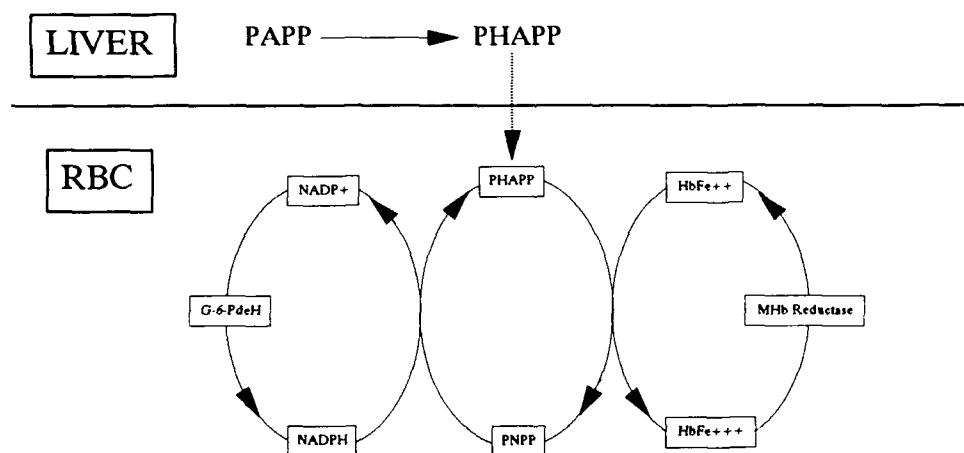 LIVER
PAPP PHAPP
RBC
NADP+ PHAPP HbFe++
G-6-PdeH MHb Reductase
NADPH PNPP HbFe+++